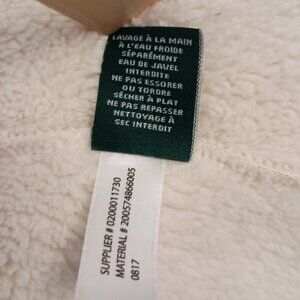 LAVAGE À LA MAIN
À L'EAU FROIDE
SÉPARÉMENT
EAU DE JAVEL
INTERDITE
NE PAS ESSORER
OU TORDRE
SÉCHER À PLAT
NE PAS REPASSER
NETTOYAGE À
SEC INTERDIT
SUPPLIER # 0200011730
MATERIAL # 200574866005
0817